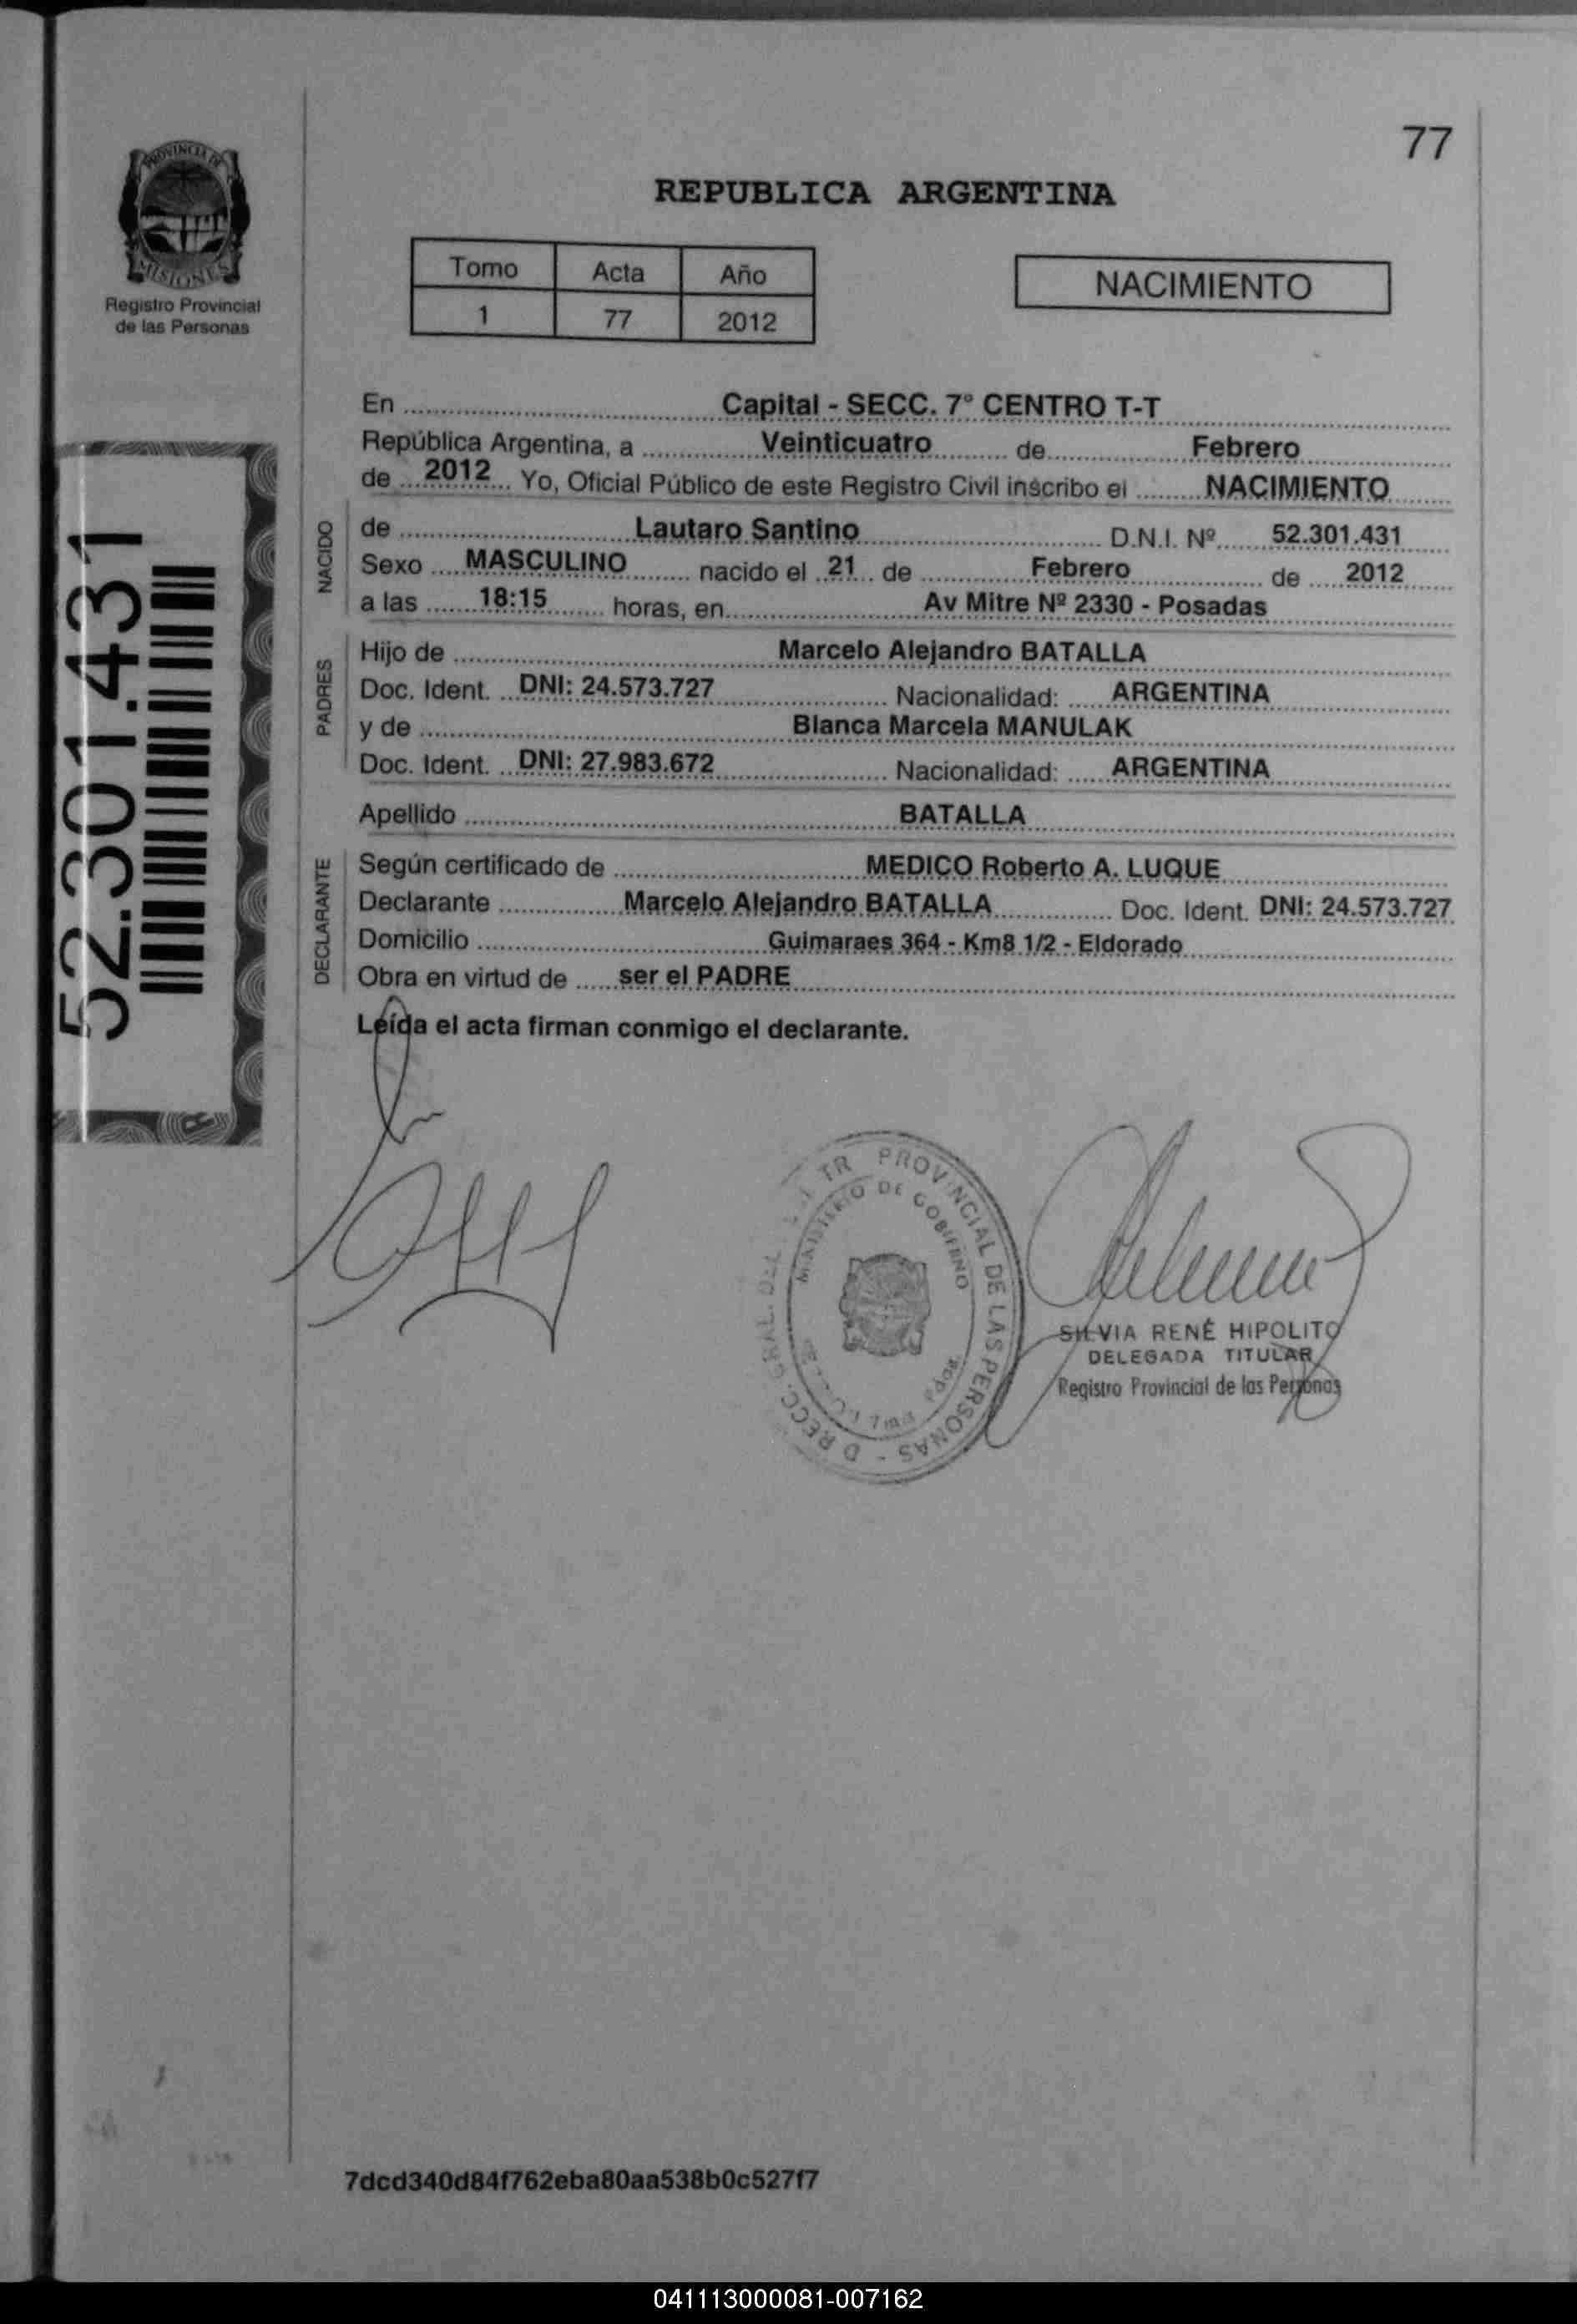 77
REPUBLICA ARGENTINA
PROVINCIA DE
MISIONES
Registro Provincial
de las Personas
Tomo Acta Año
1 77 2012
NACIMIENTO
En Capital - SECC. 7° CENTRO T-T
República Argentina, a Veinticuatro de Febrero
de 2012 Yo, Oficial Público de este Registro Civil inscribo el NACIMIENTO
NACIDO
de Lautaro Santino D.N.I. Nº 52.301.431
Sexo MASCULINO nacido el 21 de Febrero de 2012
a las 18:15 horas, en Av Mitre Nº 2330 - Posadas
PADRES
Hijo de Marcelo Alejandro BATALLA
Doc. Ident. DNI: 24.573.727 Nacionalidad: ARGENTINA
y de Blanca Marcela MANULAK
Doc. Ident. DNI: 27.983.672 Nacionalidad: ARGENTINA
Apellido BATALLA
DECLARANTE
Según certificado de MEDICO Roberto A. LUQUE
Declarante Marcelo Alejandro BATALLA Doc. Ident. DNI: 24.573.727
Domicilio Guimaraes 364 - Km8 1/2 - Eldorado
Obra en virtud de ser el PADRE
Leída el acta firman conmigo el declarante.
52.301.431
PROVINCIAL DE LAS PERSONAS
DE GOBIERNO
SILVIA RENÉ HIPOLITO
DELEGADA TITULAR
Registro Provincial de las Personas
7dcd340d84f762eba80aa538b0c527f7
041113000081-007162